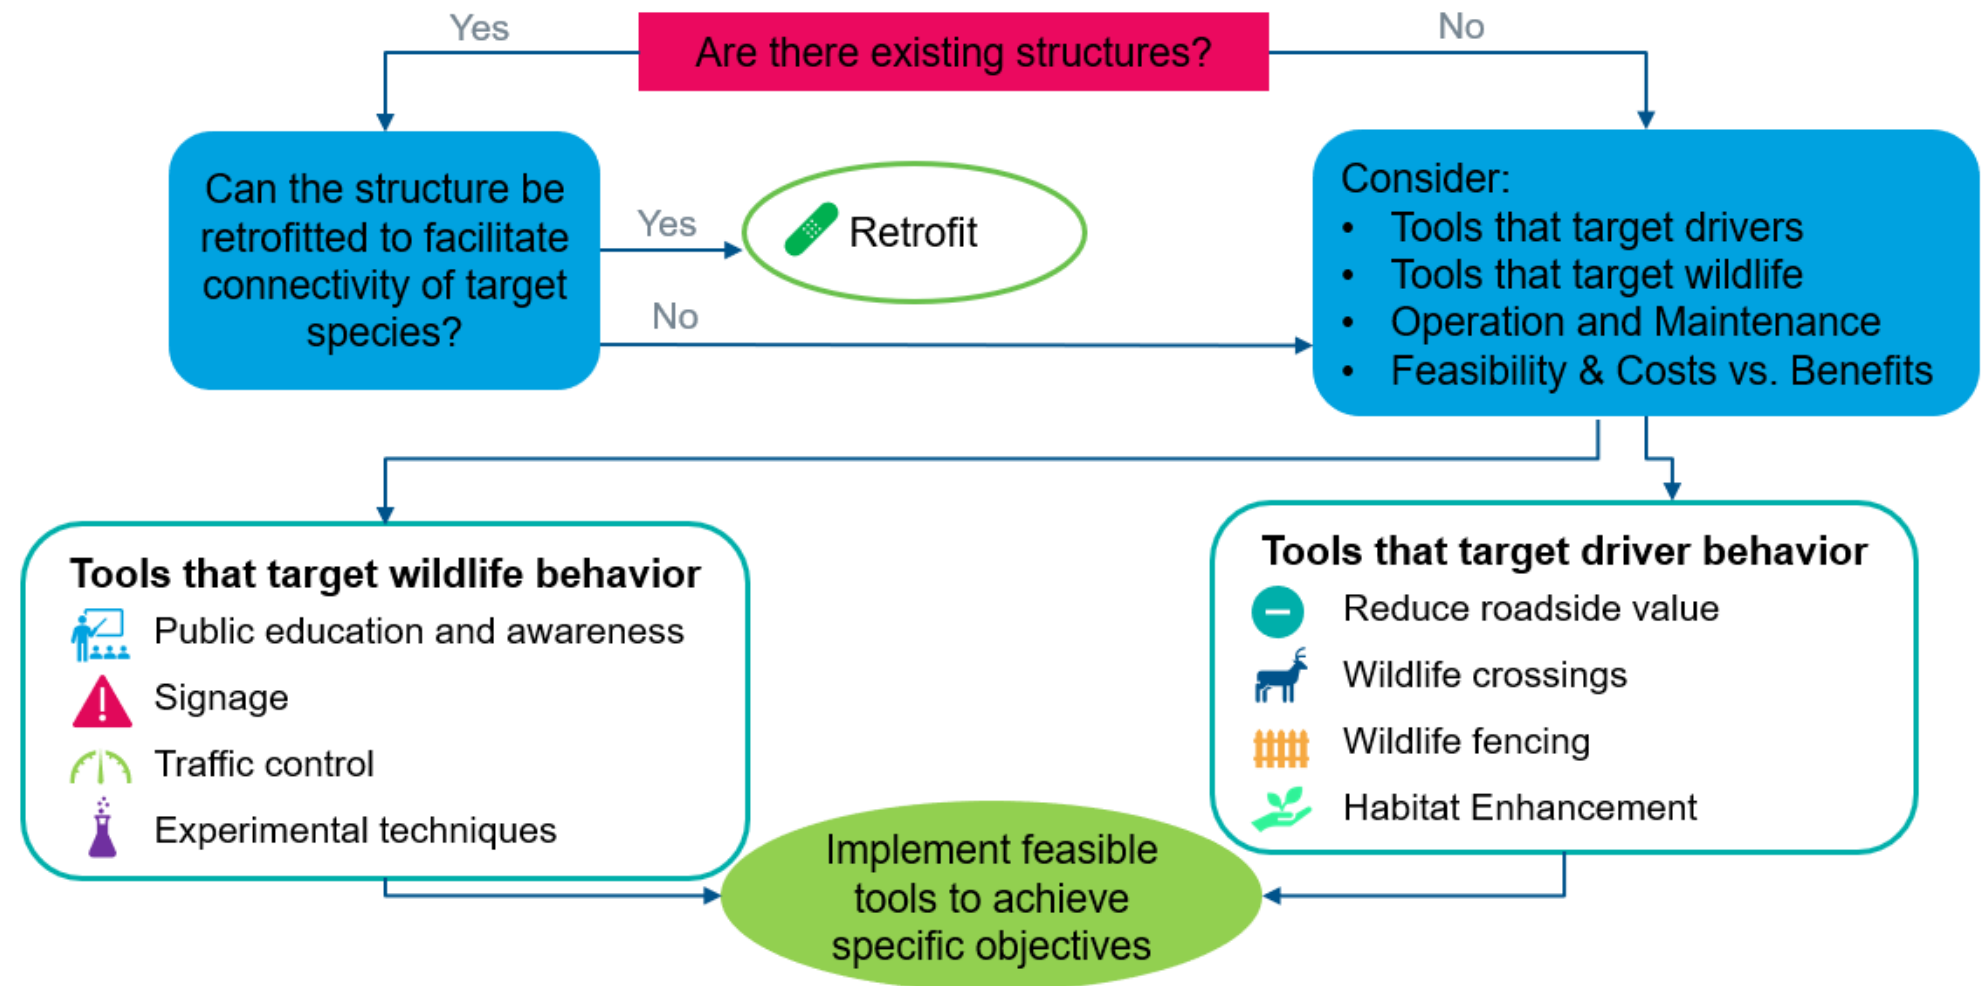 Yes
Are there existing structures?
No
Can the structure be
retrofitted to facilitate
connectivity of target
species?
Yes
Retrofit
No
Consider:
• Tools that target drivers
• Tools that target wildlife
• Operation and Maintenance
• Feasibility & Costs vs. Benefits
Tools that target wildlife behavior
Public education and awareness
Signage
Traffic control
Experimental techniques
Tools that target driver behavior
Reduce roadside value
Wildlife crossings
Wildlife fencing
Habitat Enhancement
Implement feasible
tools to achieve
specific objectives